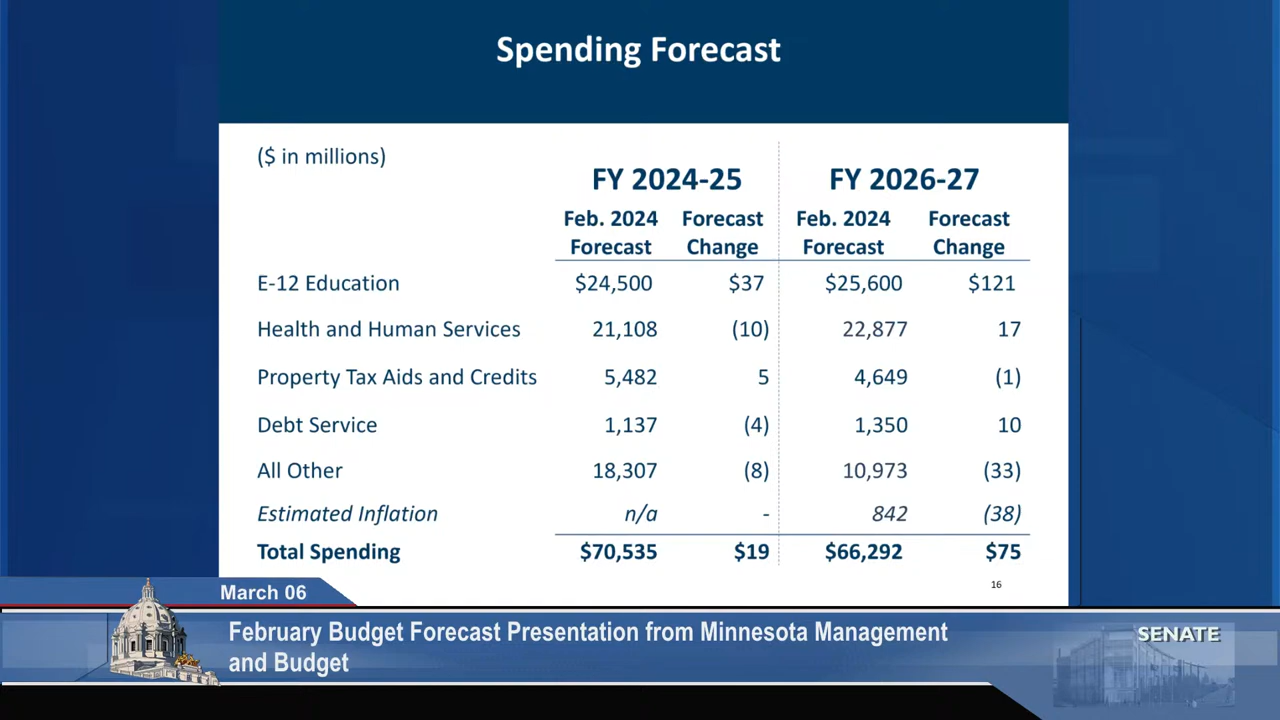 Spending Forecast
($ in millions)
FY 2024-25 FY 2026-27
Feb. 2024 Forecast Feb. 2024 Forecast
Forecast Change Forecast Change
E-12 Education $24,500 $37 $25,600 $121
Health and Human Services 21,108 (10) 22,877 17
Property Tax Aids and Credits 5,482 5 4,649 (1)
Debt Service 1,137 (4) 1,350 10
All Other 18,307 (8) 10,973 (33)
Estimated Inflation n/a - 842 (38)
Total Spending $70,535 $19 $66,292 $75
16
March 06
February Budget Forecast Presentation from Minnesota Management
and Budget
SENATE